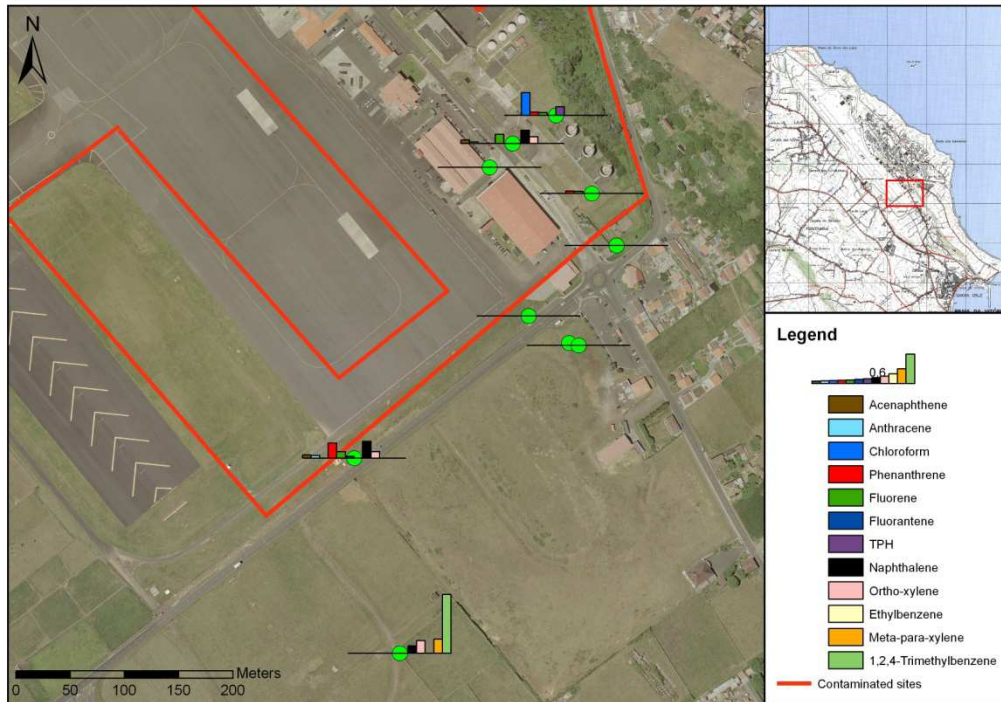 N
Legend
0.6
Acenaphthene
Anthracene
Chloroform
Phenanthrene
Fluorene
Fluorantene
TPH
Naphthalene
Ortho-xylene
Ethylbenzene
Meta-para-xylene
1,2,4-Trimethylbenzene
Contaminated sites
Meters
0 50 100 150 200